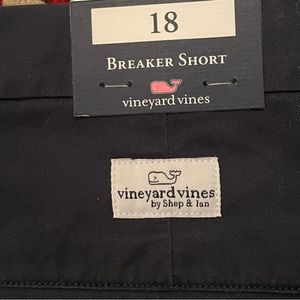 18
BREAKER SHORT
vineyard vines
vineyard vines
by Shep & Ian